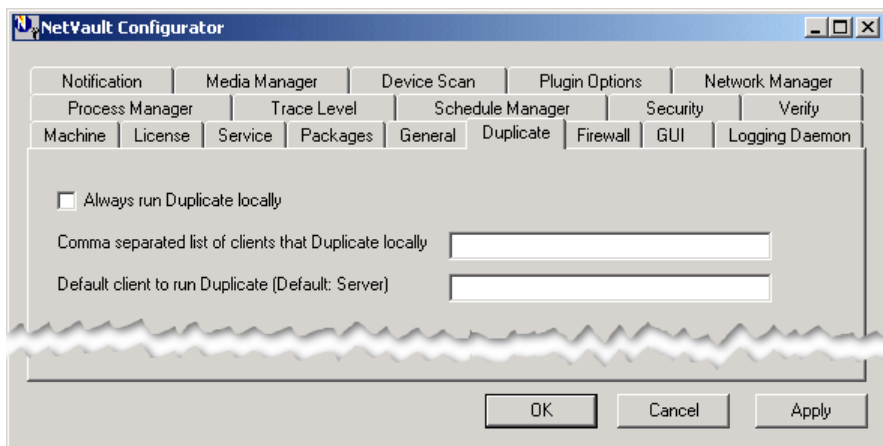 NetVault Configurator
Notification Media Manager Device Scan Plugin Options Network Manager
Process Manager Trace Level Schedule Manager Security Verify
Machine License Service Packages General Duplicate Firewall GUI Logging Daemon
Always run Duplicate locally
Comma separated list of clients that Duplicate locally
Default client to run Duplicate (Default: Server)
OK Cancel Apply